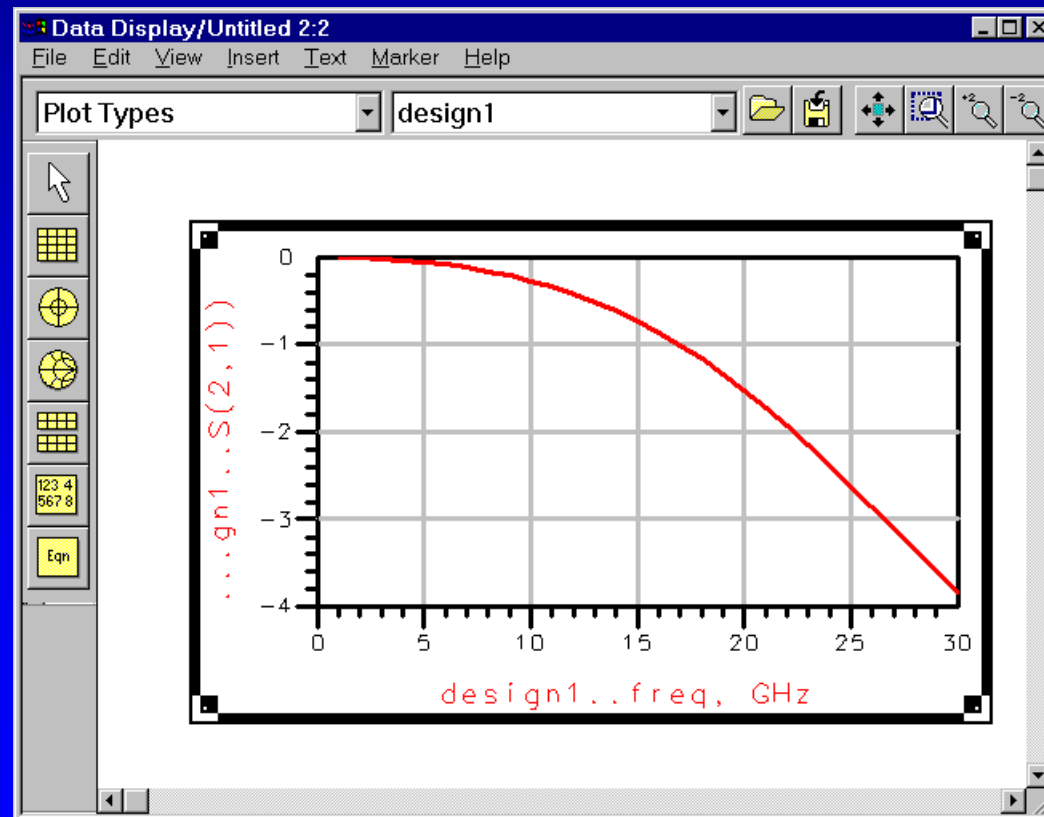 Data Display/Untitled 2:2
File Edit View Insert Text Marker Help
Plot Types design1
+2 -2
123 4
567 8
Eqn
...gn1..S(2,1))
0
-1
-2
-3
-4
0 5 10 15 20 25 30
design1..freq, GHz